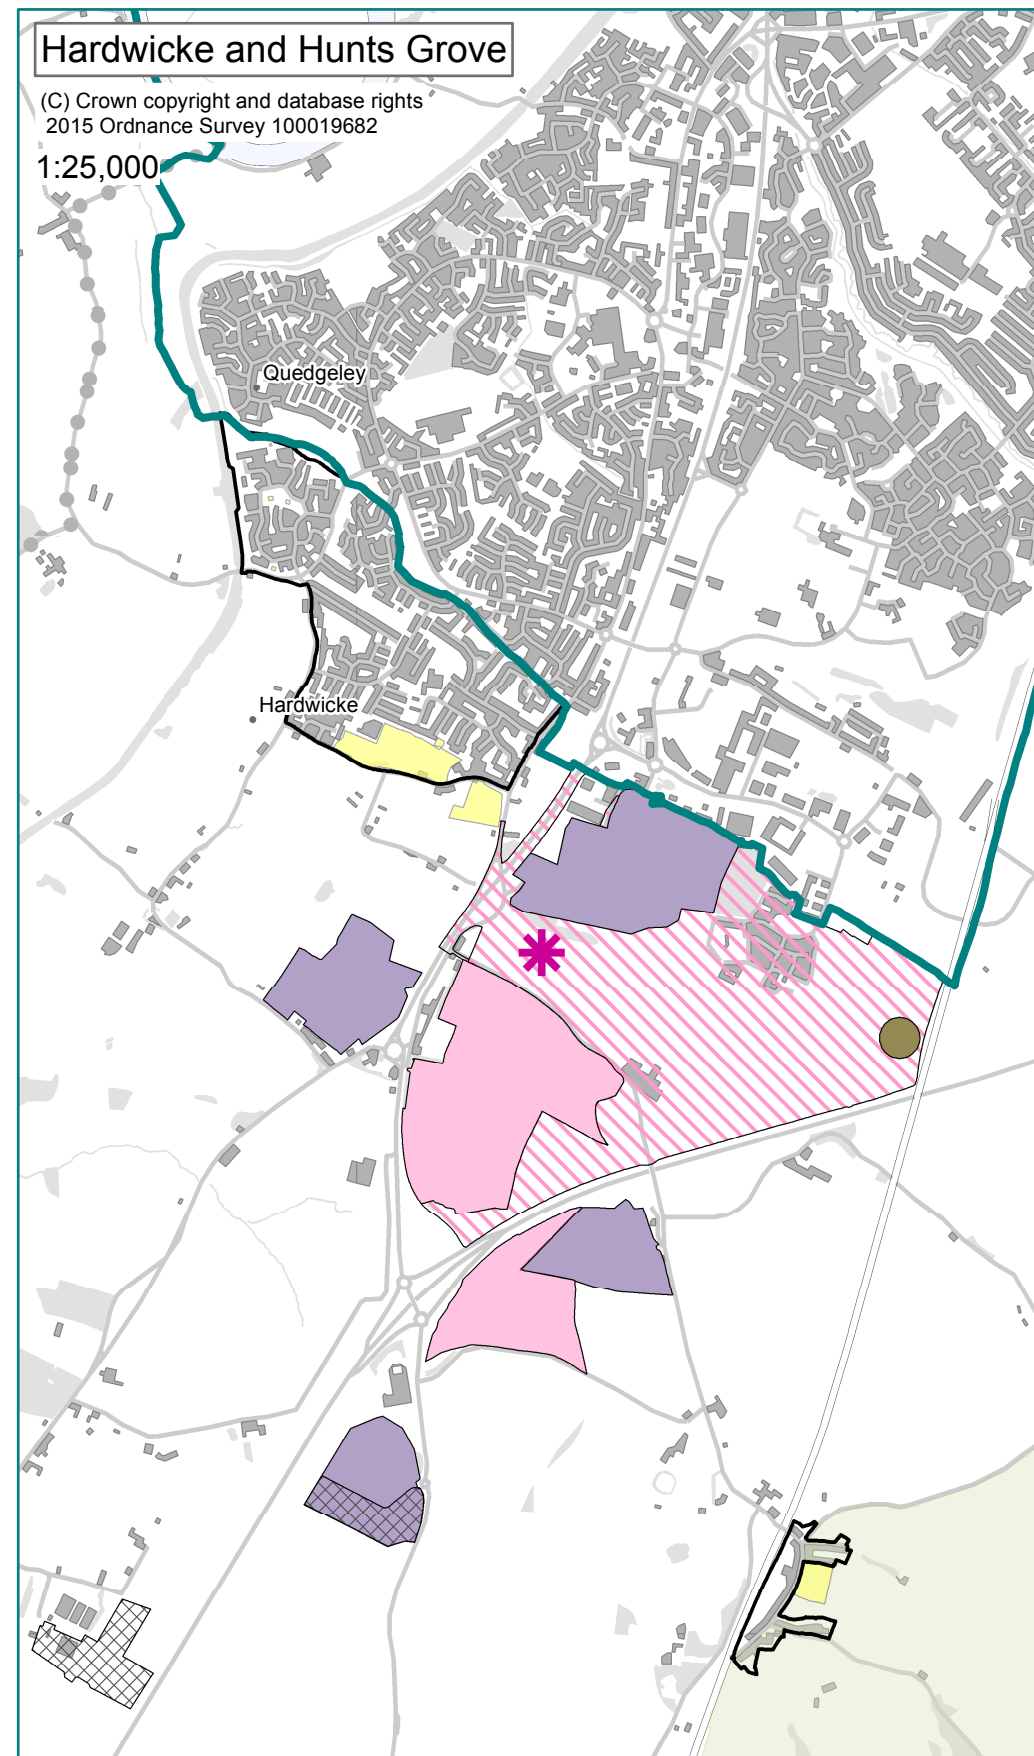 Hardwicke and Hunts Grove
(C) Crown copyright and database rights
2015 Ordnance Survey 100019682
1:25,000
Quedgeley
Hardwicke